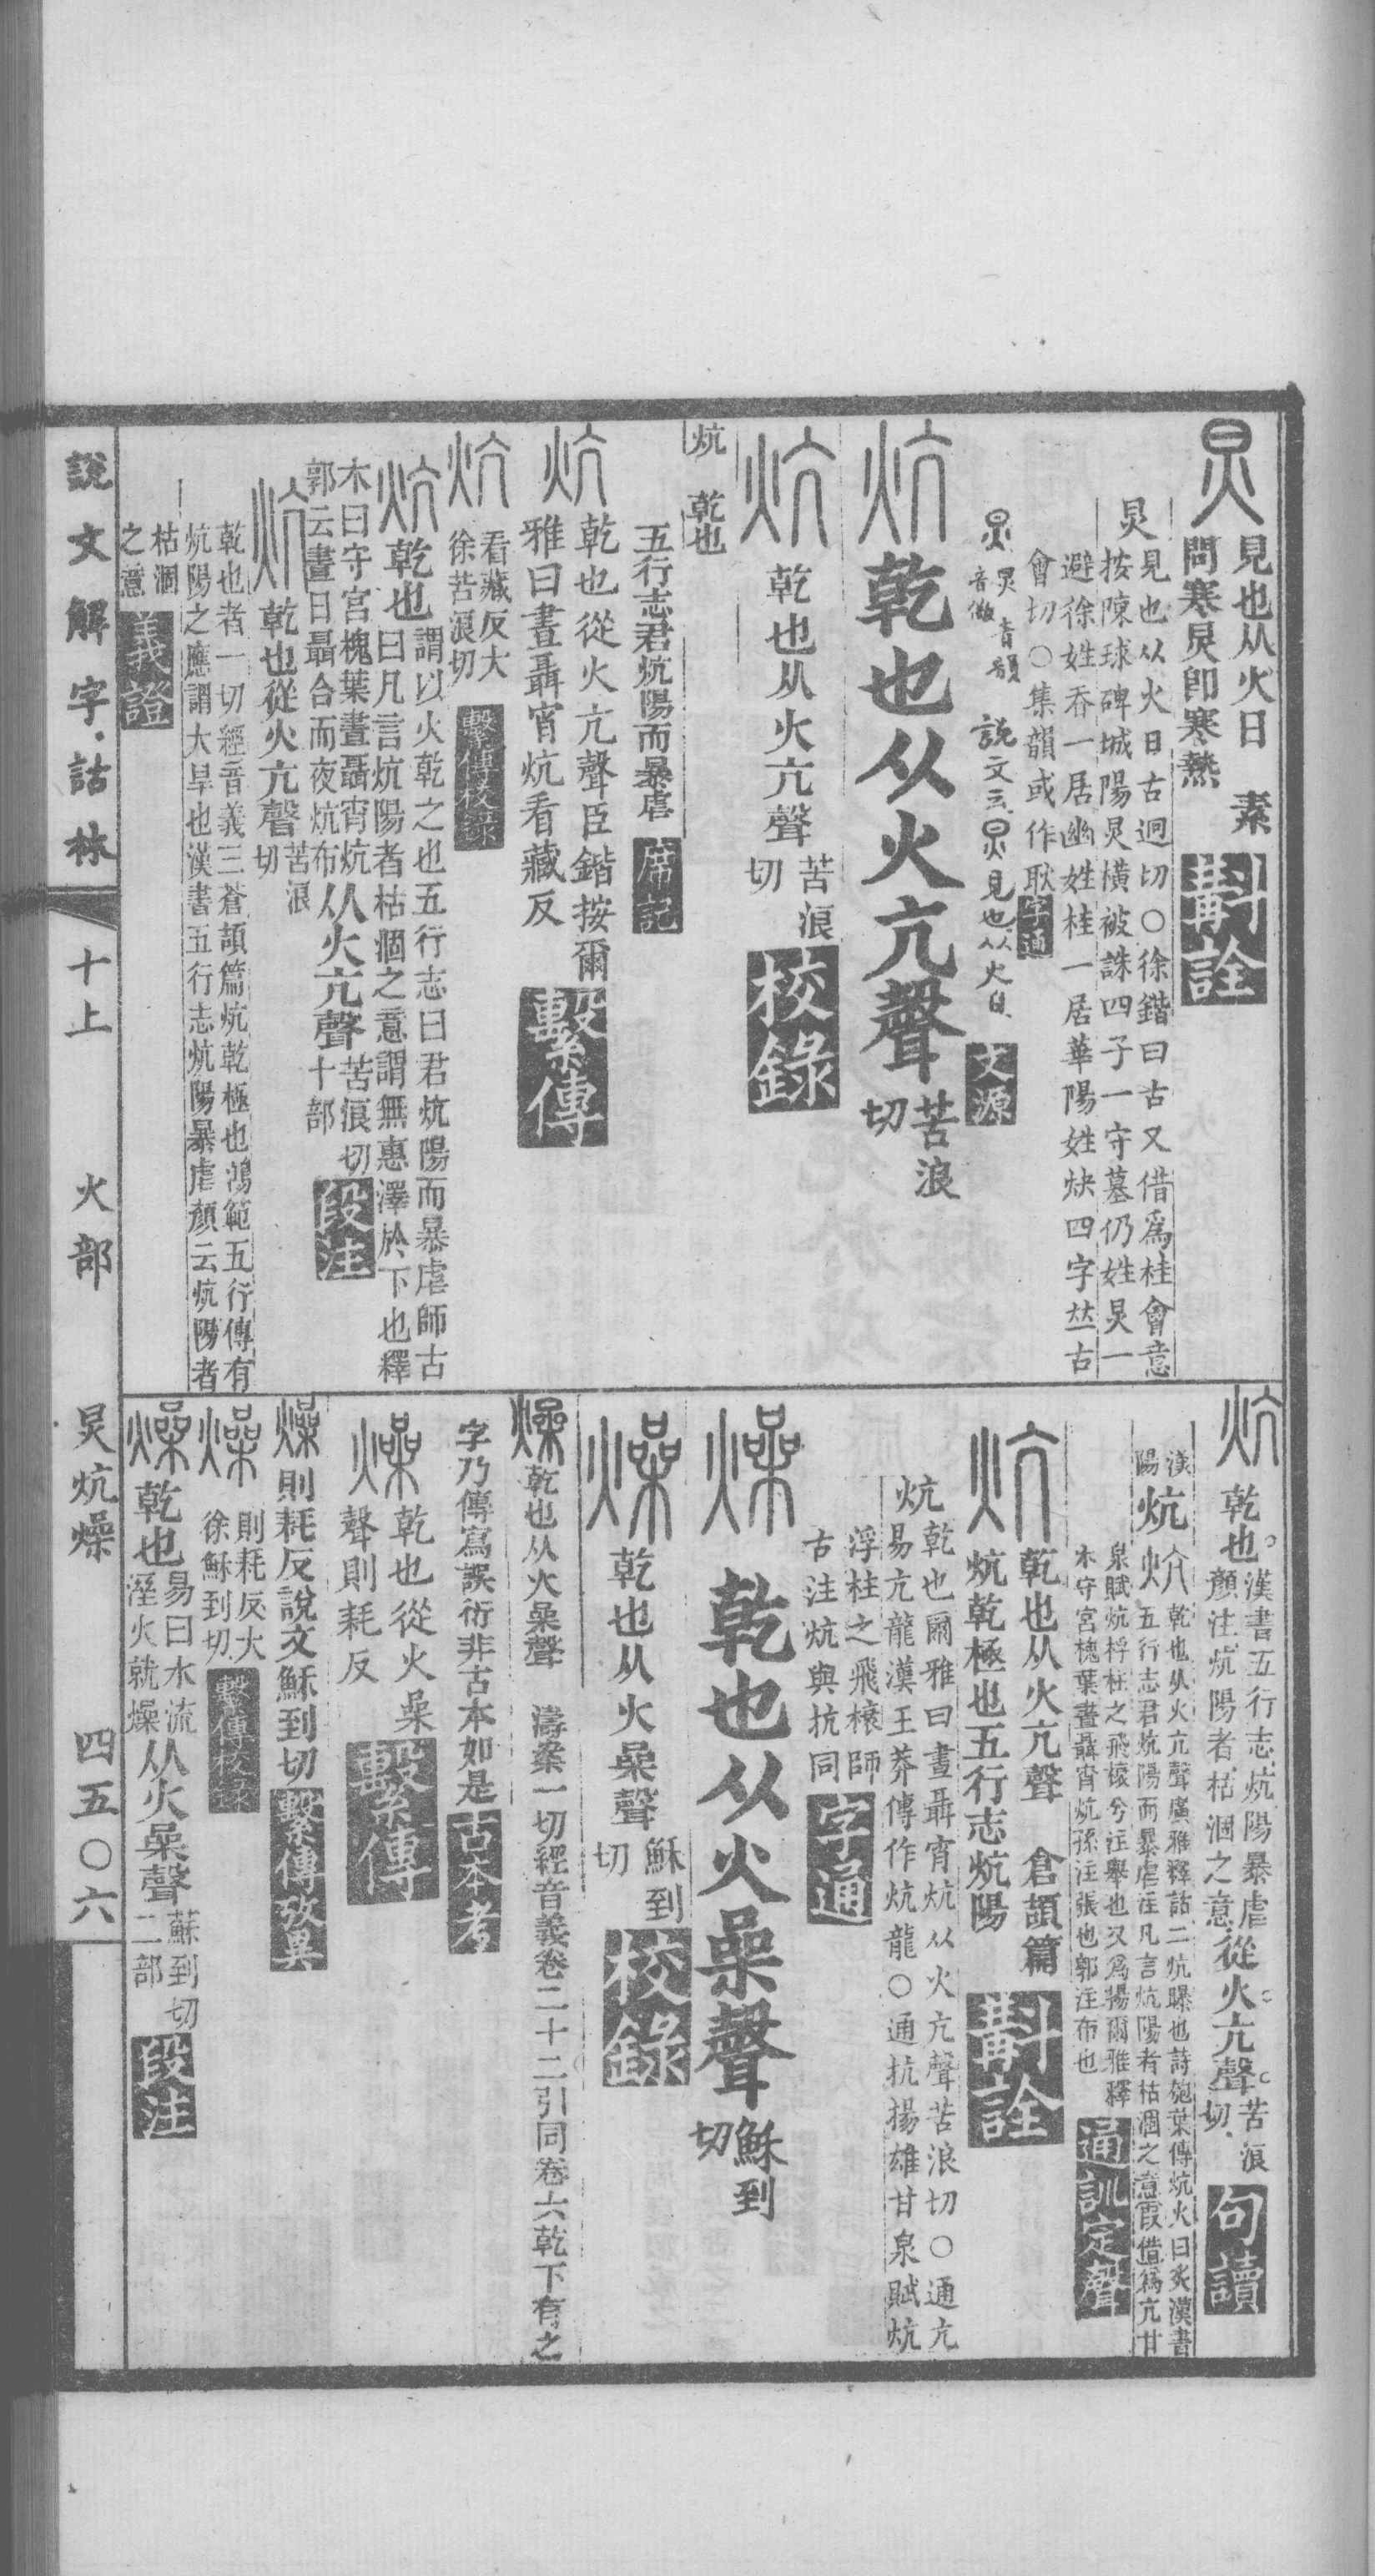 炅 見也从火日 素
問寒炅即寒熱 斠詮
炅 見也从火日古迥切○徐鍇曰古又借爲桂會意
按陳球碑城陽炅橫被誅四子一守墓仍姓炅一
避徐姓香一居幽姓桂一居華陽姓炔四字竝古
會切○集韻或作耿 字通
炅 炅青韻 說文云炅見也从火日 文源
炕 乾也从火亢聲 苦浪切
炕 乾也从火亢聲 苦浪切 校錄
炕 乾也
五行志君炕陽而暴虐 席記
炕 乾也從火亢聲臣鍇按爾
雅曰晝聶宵炕看藏反 繫傳
炕 看藏反大
徐苦浪切 繫傳校錄
炕 乾也 謂以火乾之也五行志曰君炕陽而暴虐師古
曰凡言炕陽者枯涸之意謂無惠澤於下也釋
木曰守宮槐葉晝聶宵炕
郭云晝日聶合而夜炕布 从火亢聲 苦浪切
十部 段注
炕 乾也從火亢聲 苦浪切
乾也者一切經音義三蒼頡篇炕乾極也鴻範五行傳有
炕陽之應謂大旱也漢書五行志炕陽暴虐顏云炕陽者
枯涸
之意 義證
炕 乾也 漢書五行志炕陽暴虐
顏注炕陽者枯涸之意 從火亢聲 苦浪切 句讀
漾
陽 炕 炕 乾也从火亢聲廣雅釋詁二炕曝也詩瓠葉傳炕火曰炙漢書
五行志君炕陽而暴虐注凡言炕陽者枯涸之意叚借爲亢甘
泉賦炕桴柱之飛榱兮注舉也又爲揚爾雅釋
木守宮槐葉晝聶宵炕孫注張也郭注布也 通訓定聲
炕 乾也从火亢聲 倉頡篇
炕乾極也五行志炕陽 斠詮
炕 乾也爾雅曰晝聶宵炕从火亢聲苦浪切○通亢
易亢龍漢王莽傳作炕龍○通抗揚雄甘泉賦炕
浮柱之飛榱師
古注炕與抗同 字通
燥 乾也从火喿聲 穌到切
燥 乾也从火喿聲 穌到切 校錄
燥 乾也从火喿聲 濤案一切經音義卷二十二引同卷六乾下有之
字乃傳寫誤衍非古本如是 古本考
燥 乾也從火喿
聲則耗反 繫傳
燥 則耗反說文穌到切 繫傳攷異
燥 則耗反大
徐穌到切 繫傳校錄
燥 乾也 易曰水流
溼火就燥 从火喿聲 蘇到切
二部 段注
說文解字詁林 十上 火部 炅炕燥 四五○六